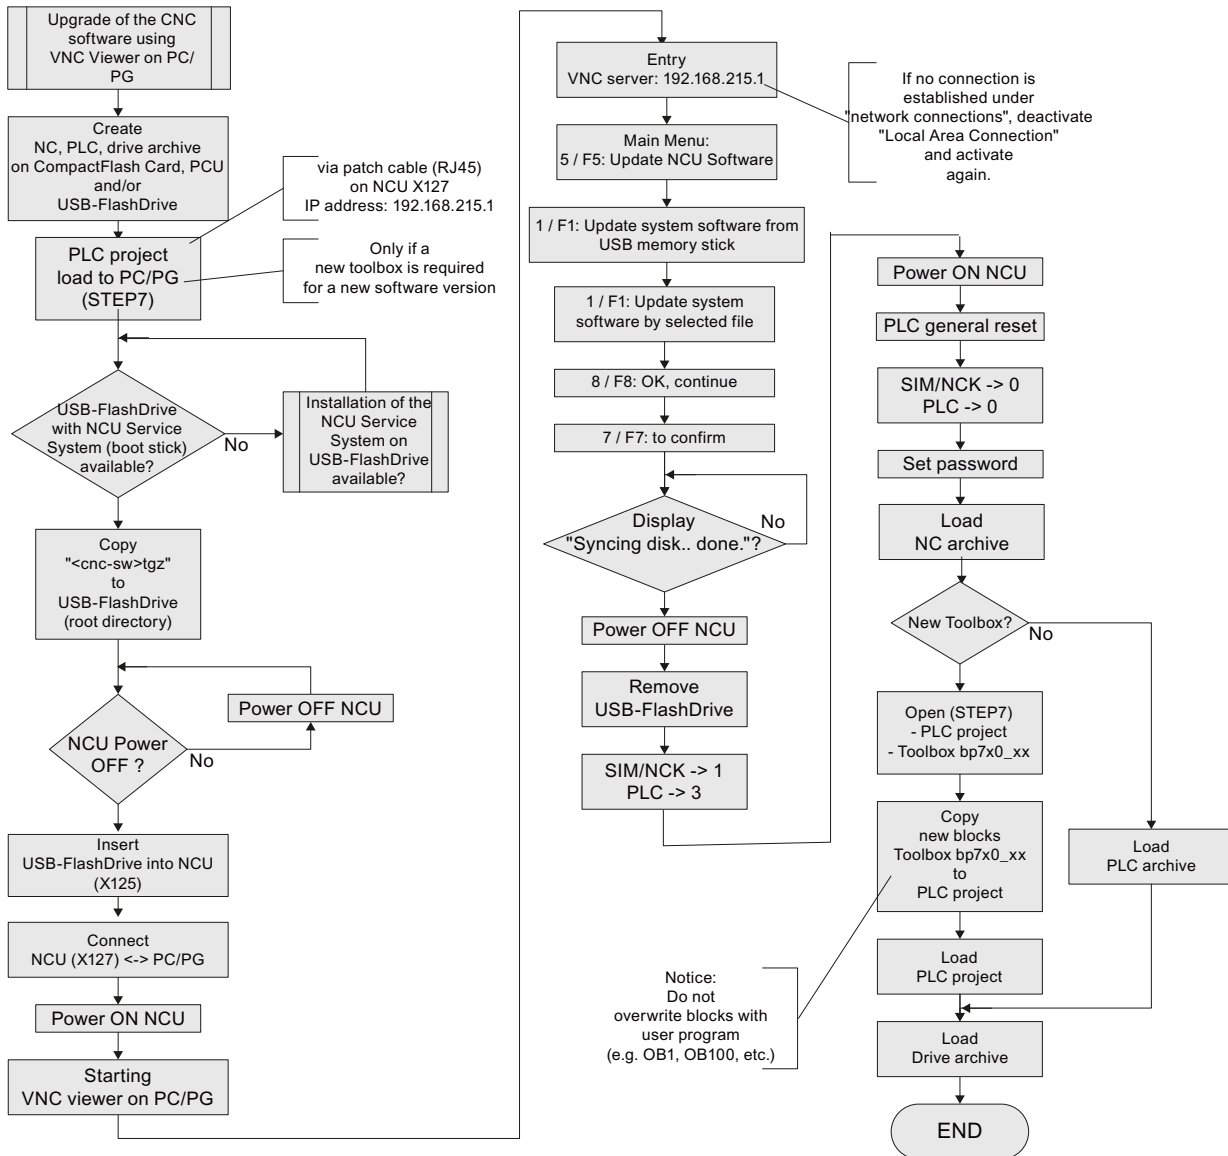 Upgrade of the CNC
software using
VNC Viewer on PC/
PG
Create
NC, PLC, drive archive
on CompactFlash Card, PCU
and/or
USB-FlashDrive
via patch cable (RJ45)
on NCU X127
IP address: 192.168.215.1
PLC project
load to PC/PG
(STEP7)
Only if a
new toolbox is required
for a new software version
USB-FlashDrive
with NCU Service
System (boot stick)
available?
No
Installation of the
NCU Service
System on
USB-FlashDrive
available?
Copy
"<cnc-sw>tgz"
to
USB-FlashDrive
(root directory)
Power OFF NCU
NCU Power
OFF ?
No
Insert
USB-FlashDrive into NCU
(X125)
Connect
NCU (X127) <-> PC/PG
Power ON NCU
Starting
VNC viewer on PC/PG
Entry
VNC server: 192.168.215.1
If no connection is
established under
"network connections", deactivate
"Local Area Connection"
and activate
again.
Main Menu:
5 / F5: Update NCU Software
1 / F1: Update system software from
USB memory stick
1 / F1: Update system
software by selected file
8 / F8: OK, continue
7 / F7: to confirm
Display
"Syncing disk.. done."?
No
Power OFF NCU
Remove
USB-FlashDrive
SIM/NCK -> 1
PLC -> 3
Power ON NCU
PLC general reset
SIM/NCK -> 0
PLC -> 0
Set password
Load
NC archive
New Toolbox?
No
Open (STEP7)
- PLC project
- Toolbox bp7x0_xx
Copy
new blocks
Toolbox bp7x0_xx
to
PLC project
Load
PLC archive
Notice:
Do not
overwrite blocks with
user program
(e.g. OB1, OB100, etc.)
Load
PLC project
Load
Drive archive
END